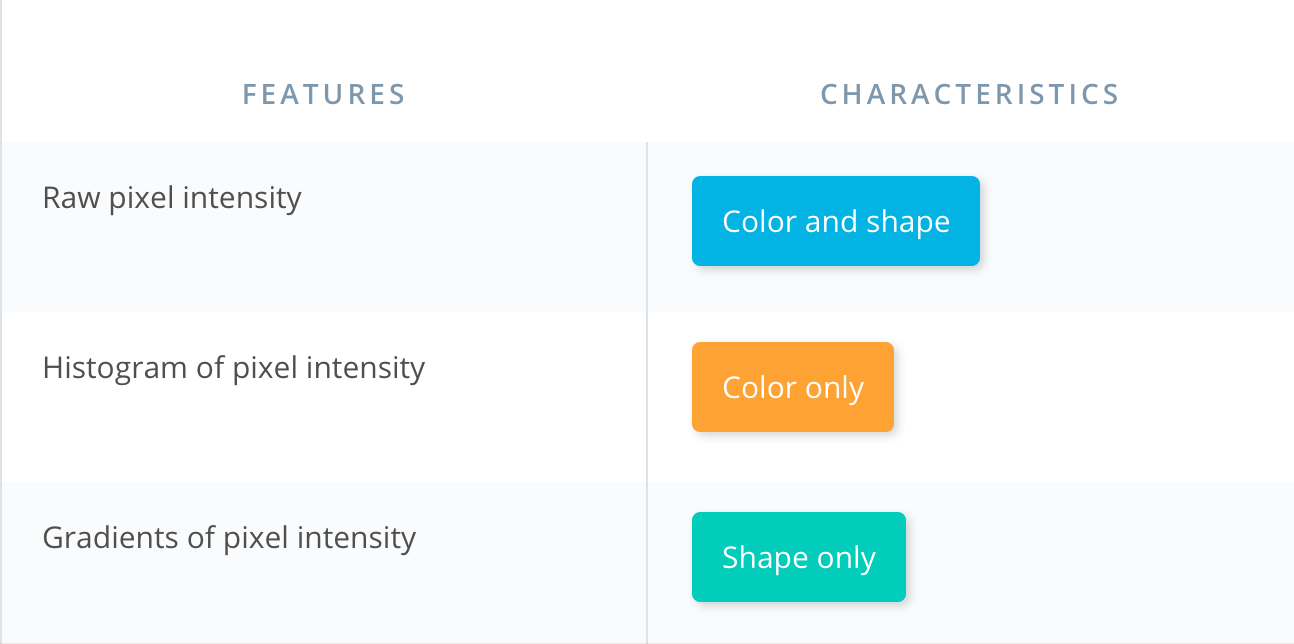 FEATURES
CHARACTERISTICS
Raw pixel intensity
Color and shape
Histogram of pixel intensity
Color only
Gradients of pixel intensity
Shape only